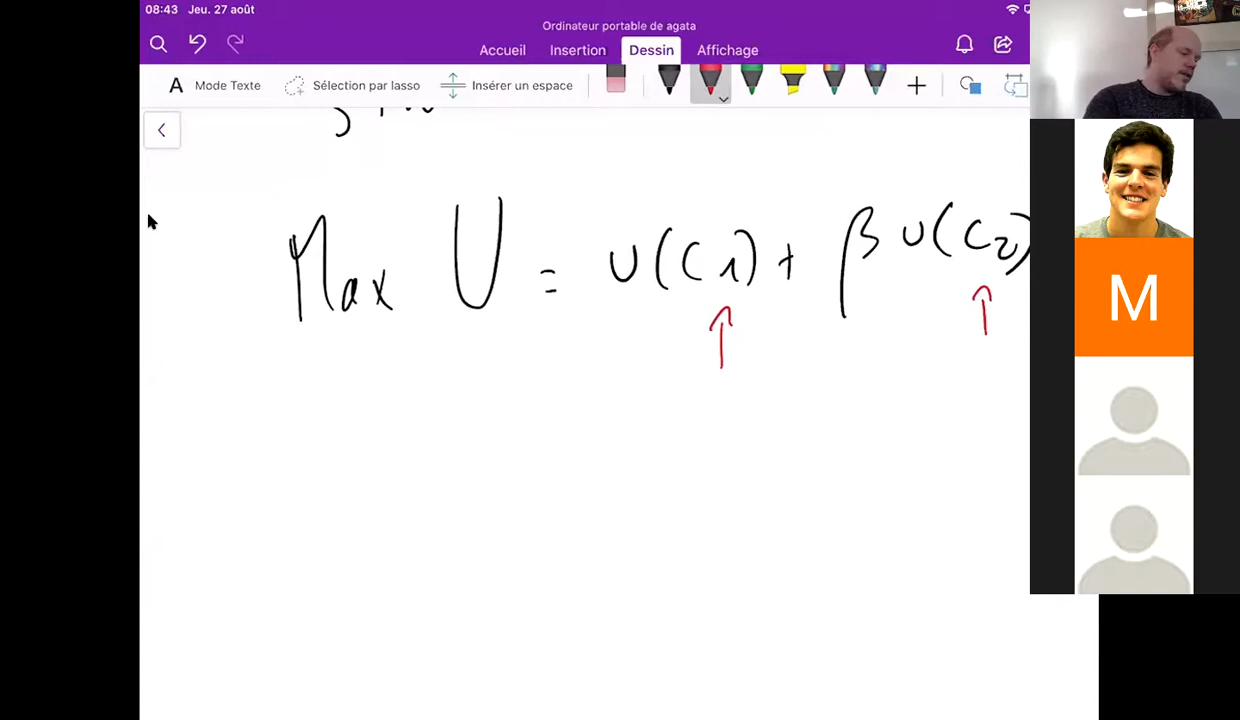 08:43 Jeu. 27 août
Ordinateur portable de agata
Accueil Insertion Dessin Affichage
A Mode Texte Sélection par lasso Insérer un espace
Max U = u(c1) + β u(c2)
M